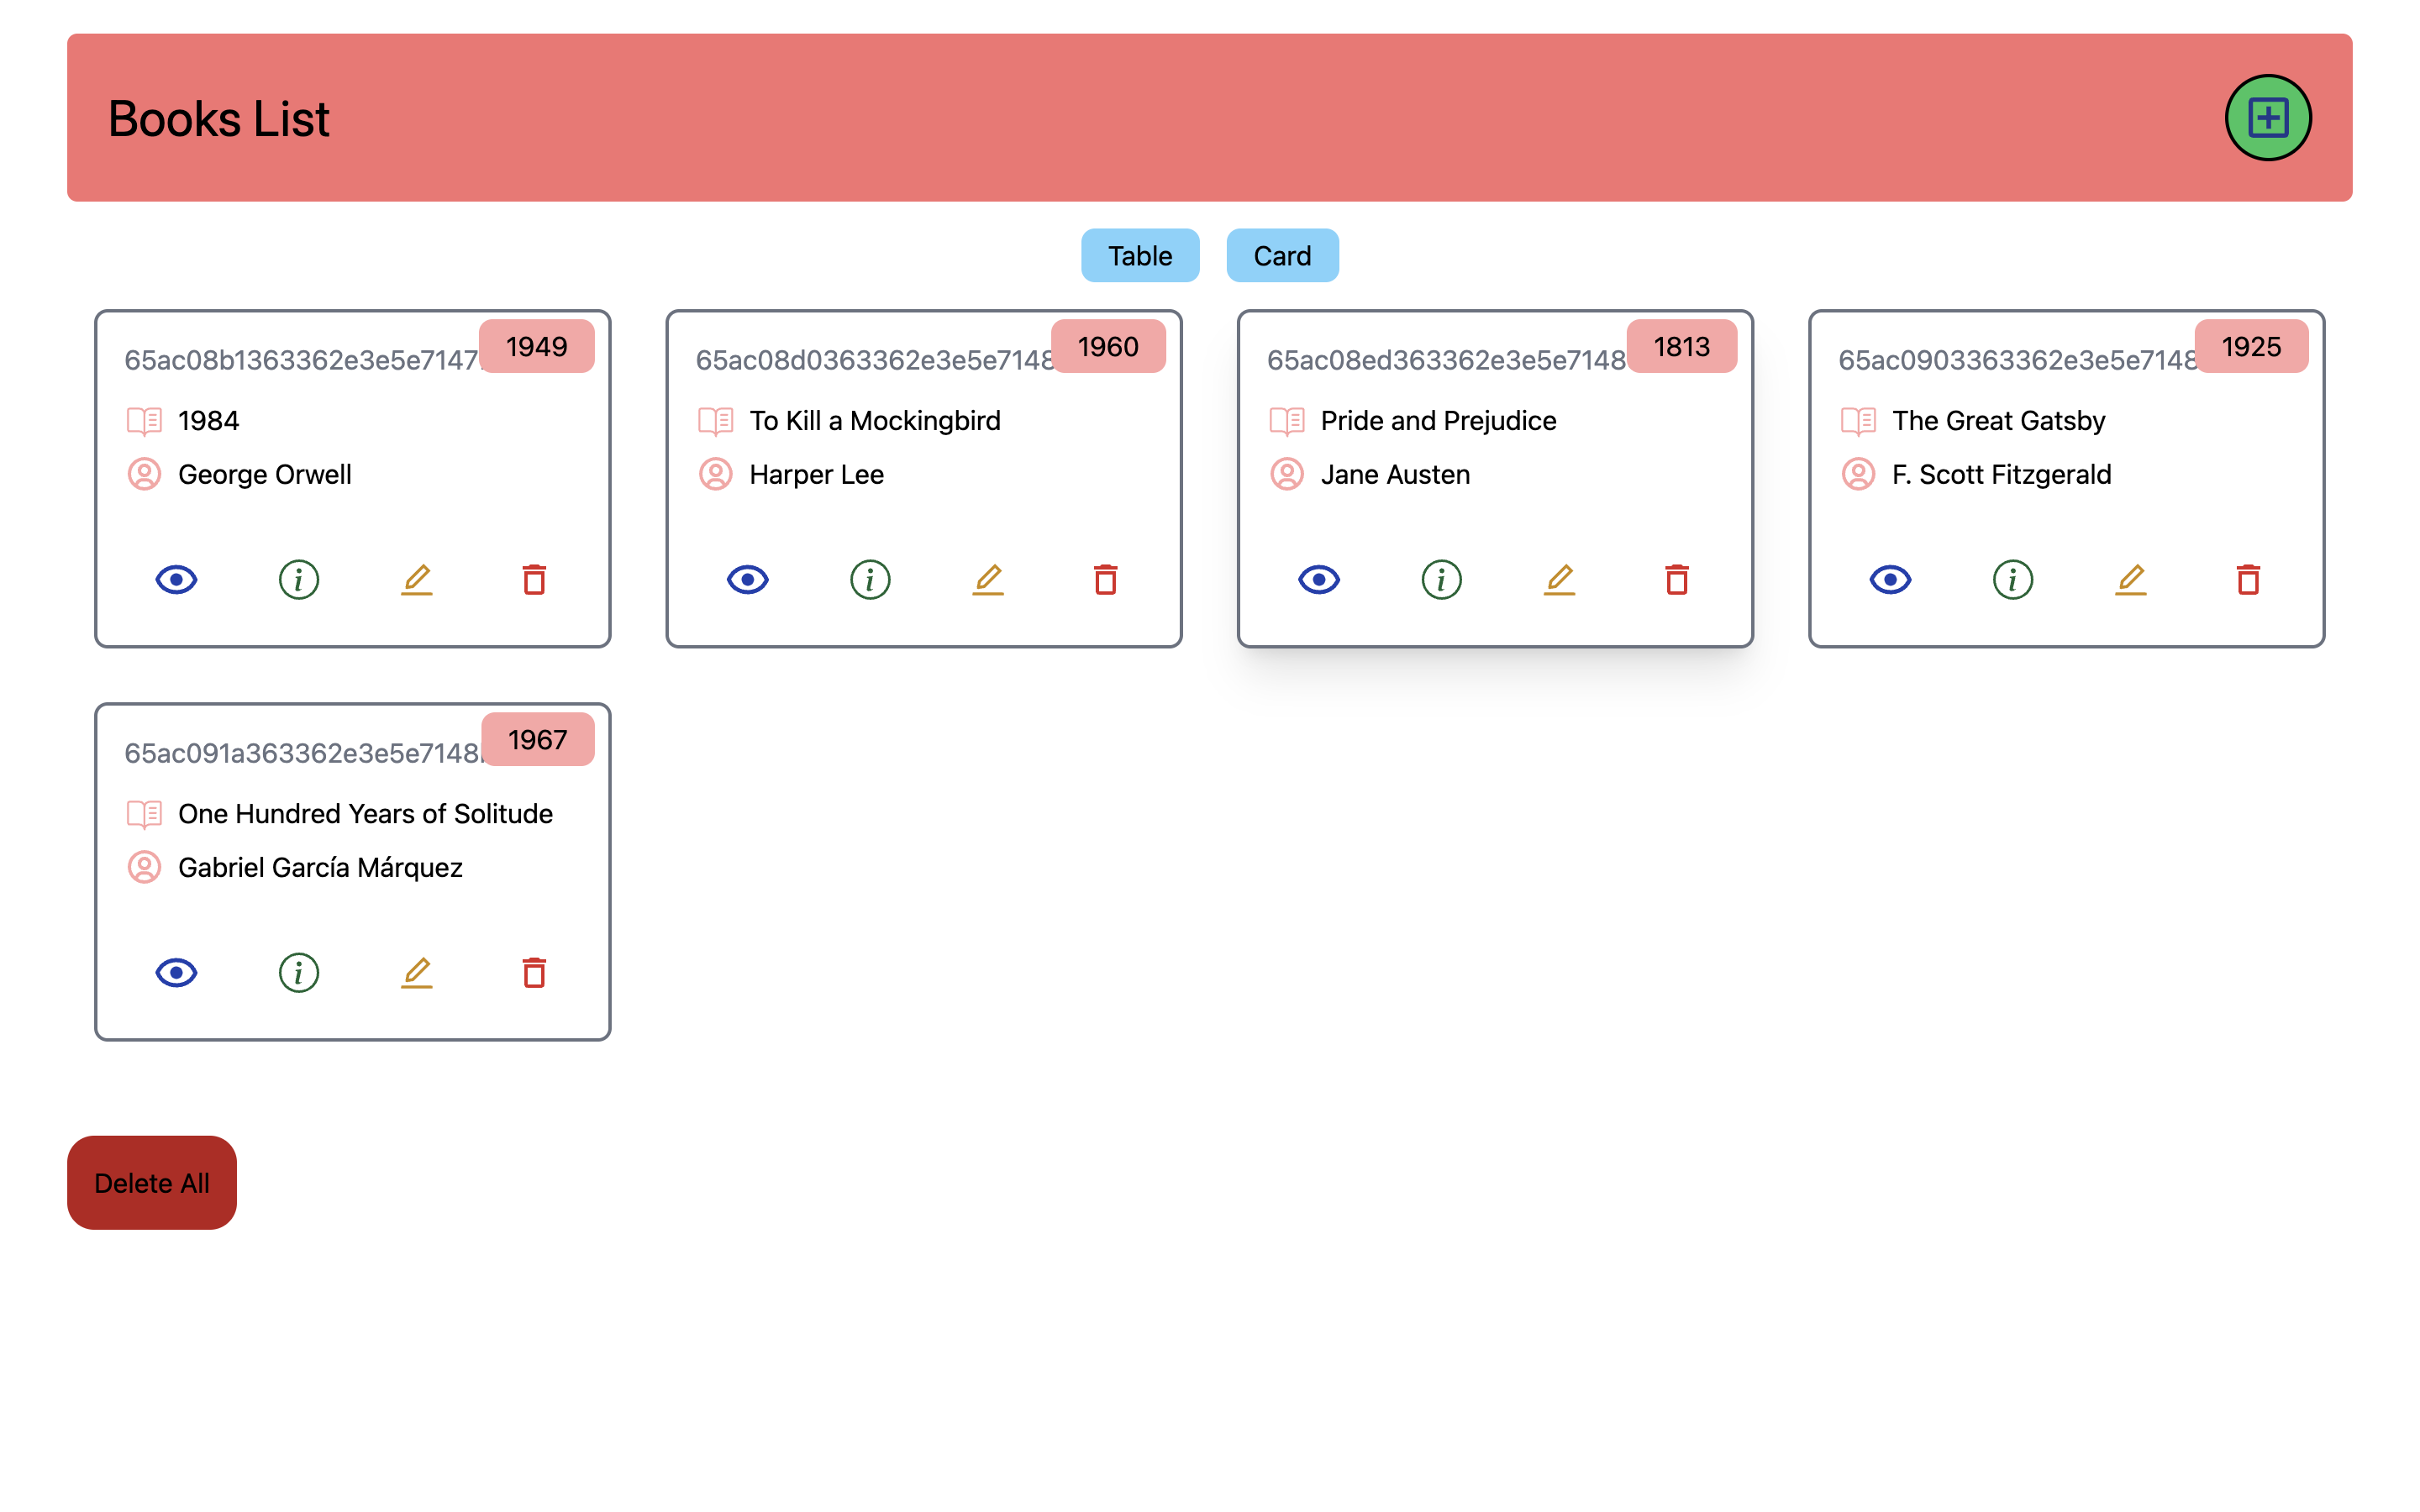 Books List
Table Card
65ac08b1363362e3e5e7147 1949
1984
George Orwell
65ac08d0363362e3e5e7148 1960
To Kill a Mockingbird
Harper Lee
65ac08ed363362e3e5e7148 1813
Pride and Prejudice
Jane Austen
65ac0903363362e3e5e7148 1925
The Great Gatsby
F. Scott Fitzgerald
65ac091a363362e3e5e7148 1967
One Hundred Years of Solitude
Gabriel García Márquez
Delete All